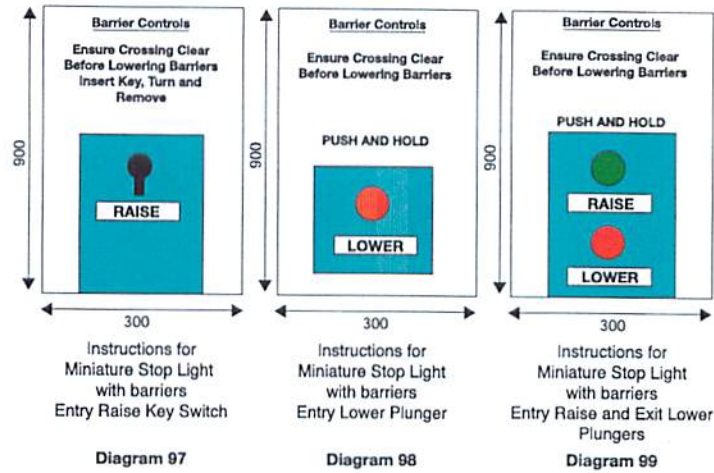 Barrier Controls
Ensure Crossing Clear
Before Lowering Barriers
Insert Key, Turn and
Remove
RAISE
900
300
Instructions for
Miniature Stop Light
with barriers
Entry Raise Key Switch
Diagram 97
Barrier Controls
Ensure Crossing Clear
Before Lowering Barriers
PUSH AND HOLD
LOWER
900
300
Instructions for
Miniature Stop Light
with barriers
Entry Lower Plunger
Diagram 98
Barrier Controls
Ensure Crossing Clear
Before Lowering Barriers
PUSH AND HOLD
RAISE
LOWER
900
300
Instructions for
Miniature Stop Light
with barriers
Entry Raise and Exit Lower
Plungers
Diagram 99